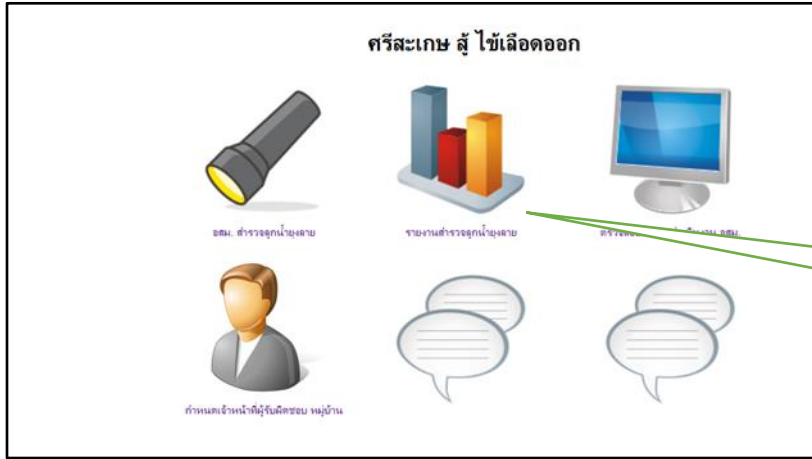 ศรีสะเกษ สู้ ไข้เลือดออก
อสม. สำรวจลูกน้ำยุงลาย
รายงานสำรวจลูกน้ำยุงลาย
อสม.
กำหนดเจ้าหน้าที่ผู้รับผิดชอบ หมู่บ้าน